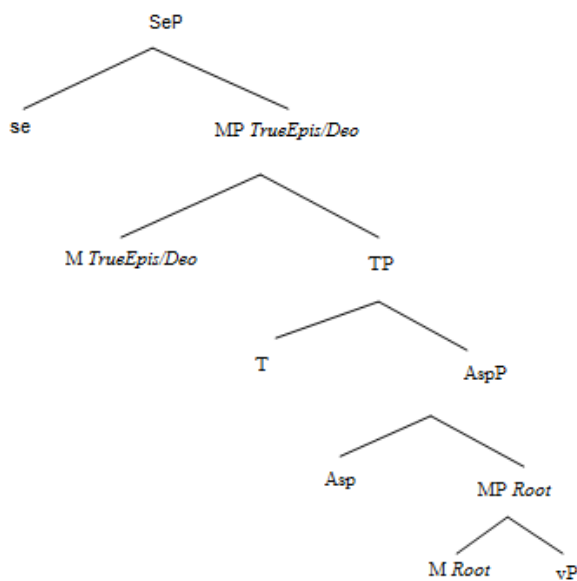 SeP
se MP TrueEpis/Deo
M TrueEpis/Deo TP
T AspP
Asp MP Root
M Root vP